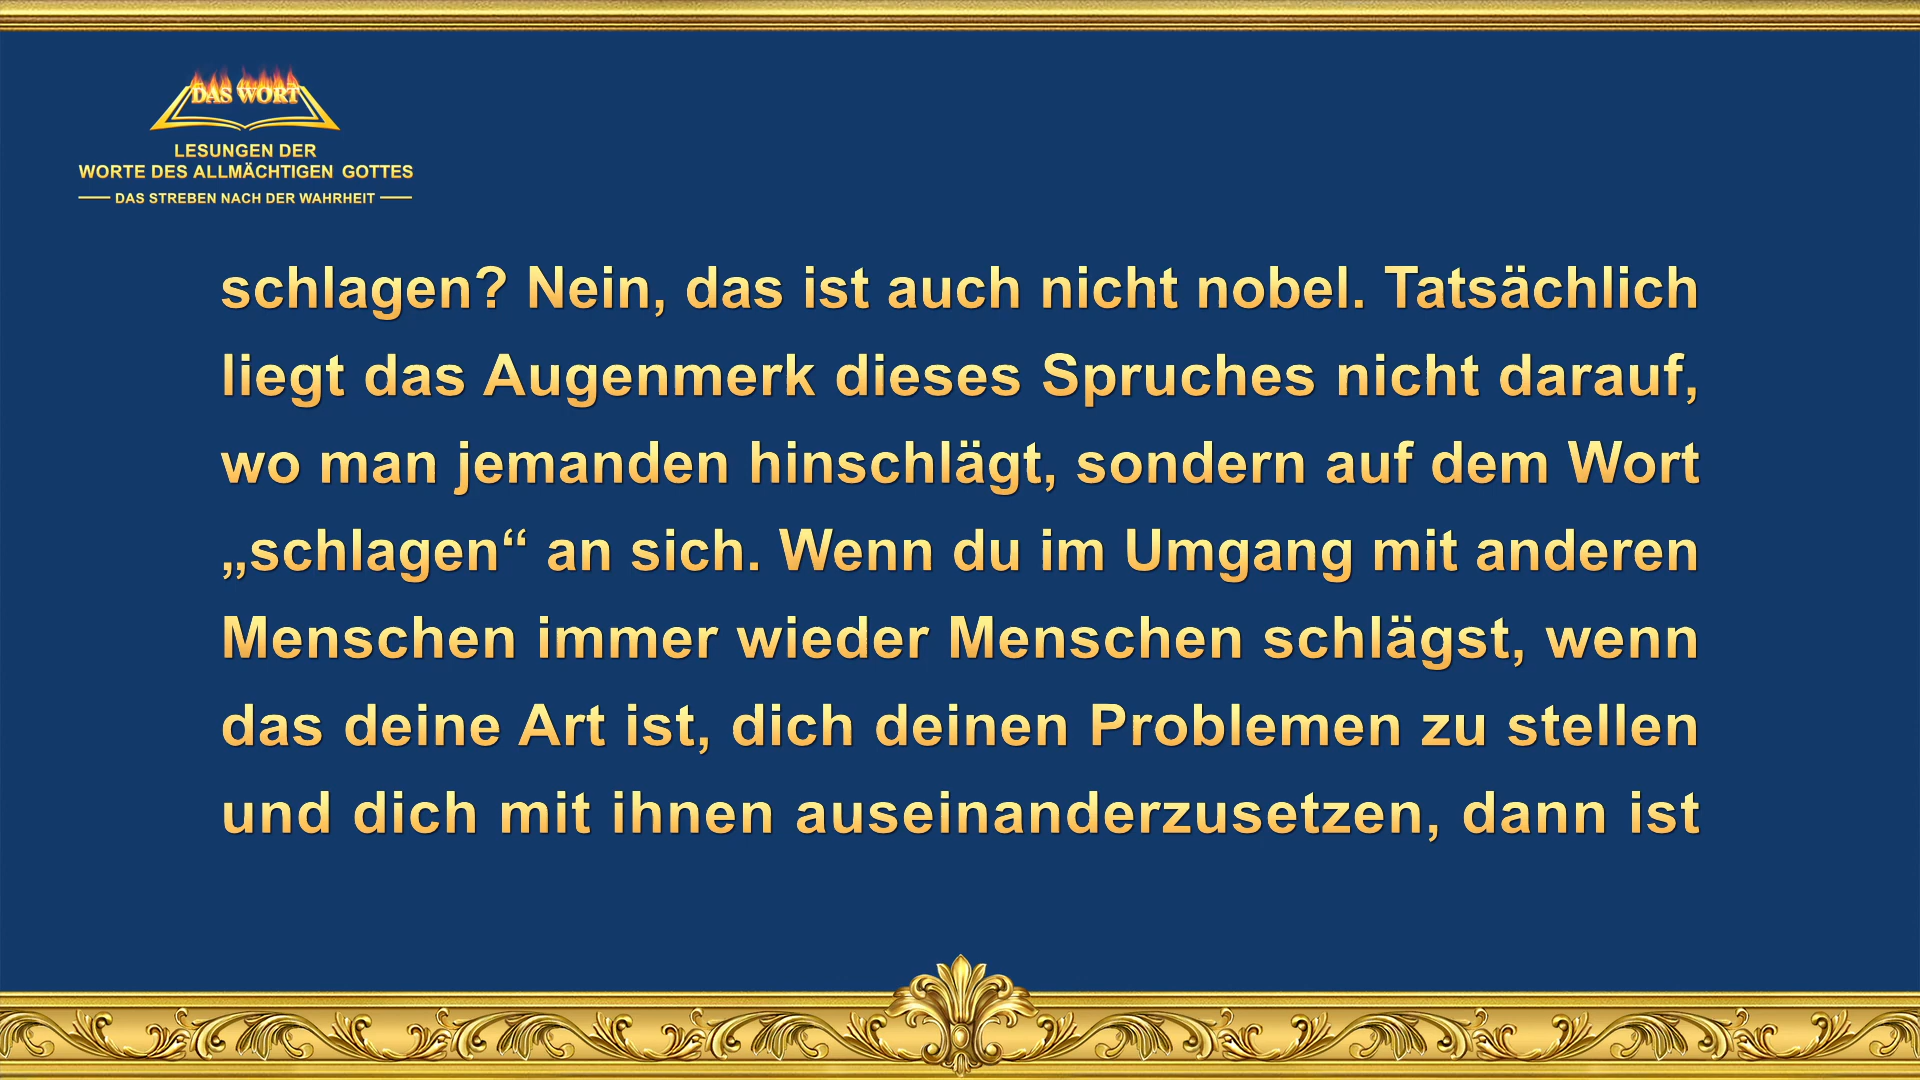 DAS WORT
LESUNGEN DER
WORTE DES ALLMÄCHTIGEN GOTTES
DAS STREBEN NACH DER WAHRHEIT
schlagen? Nein, das ist auch nicht nobel. Tatsächlich
liegt das Augenmerk dieses Spruches nicht darauf,
wo man jemanden hinschlägt, sondern auf dem Wort
„schlagen“ an sich. Wenn du im Umgang mit anderen
Menschen immer wieder Menschen schlägst, wenn
das deine Art ist, dich deinen Problemen zu stellen
und dich mit ihnen auseinanderzusetzen, dann ist